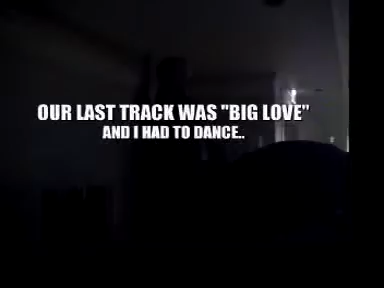 OUR LAST TRACK WAS "BIG LOVE"
AND I HAD TO DANCE..